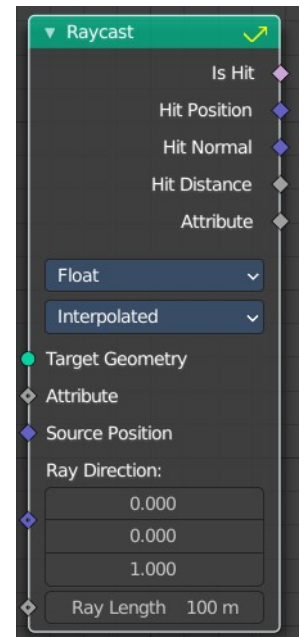 Raycast
Is Hit
Hit Position
Hit Normal
Hit Distance
Attribute
Float
Interpolated
Target Geometry
Attribute
Source Position
Ray Direction:
0.000
0.000
1.000
Ray Length 100 m